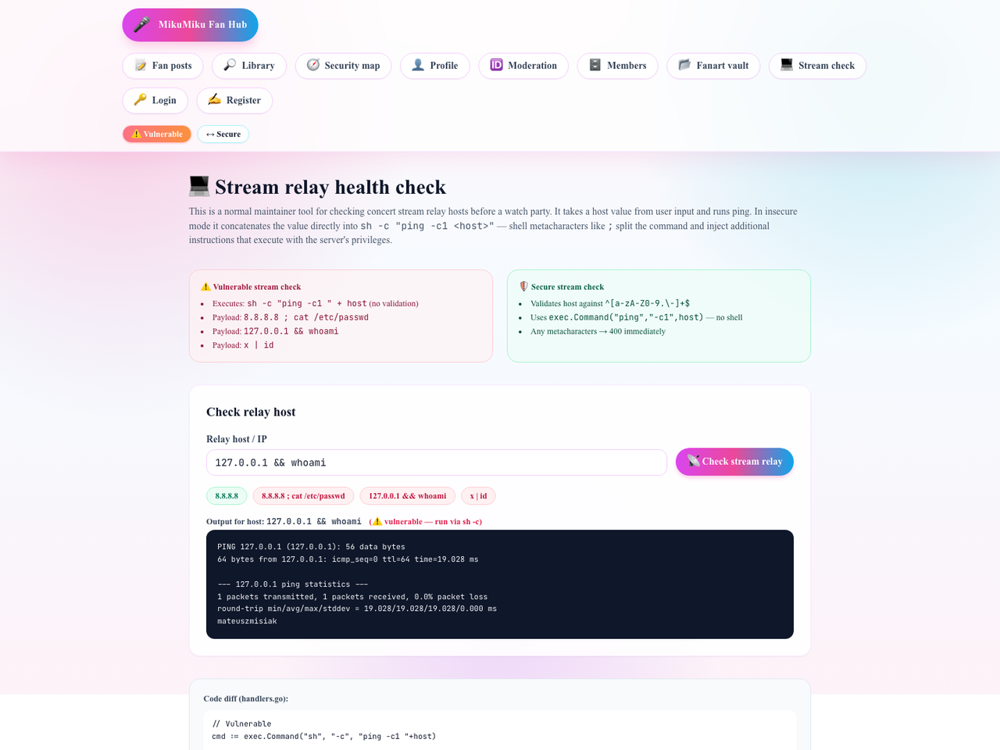 MikuMiku Fan Hub
Fan posts
Library
Security map
Profile
Moderation
Members
Fanart vault
Stream check
Login
Register
Vulnerable
↔ Secure
Stream relay health check
This is a normal maintainer tool for checking concert stream relay hosts before a watch party. It takes a host value from user input and runs ping. In insecure
mode it concatenates the value directly into sh -c "ping -c1 <host>" — shell metacharacters like ; split the command and inject additional
instructions that execute with the server's privileges.
Vulnerable stream check
• Executes: sh -c "ping -c1 " + host (no validation)
• Payload: 8.8.8.8 ; cat /etc/passwd
• Payload: 127.0.0.1 && whoami
• Payload: x | id
Secure stream check
• Validates host against ^[a-zA-Z0-9.\-]+$
• Uses exec.Command("ping","-c1",host) — no shell
• Any metacharacters → 400 immediately
Check relay host
Relay host / IP
127.0.0.1 && whoami
Check stream relay
8.8.8.8
8.8.8.8 ; cat /etc/passwd
127.0.0.1 && whoami
x | id
Output for host: 127.0.0.1 && whoami (⚠️ vulnerable — run via sh -c)
PING 127.0.0.1 (127.0.0.1): 56 data bytes
64 bytes from 127.0.0.1: icmp_seq=0 ttl=64 time=19.028 ms
--- 127.0.0.1 ping statistics ---
1 packets transmitted, 1 packets received, 0.0% packet loss
round-trip min/avg/max/stddev = 19.028/19.028/19.028/0.000 ms
mateuszmisiak
Code diff (handlers.go):
// Vulnerable
cmd := exec.Command("sh", "-c", "ping -c1 "+host)